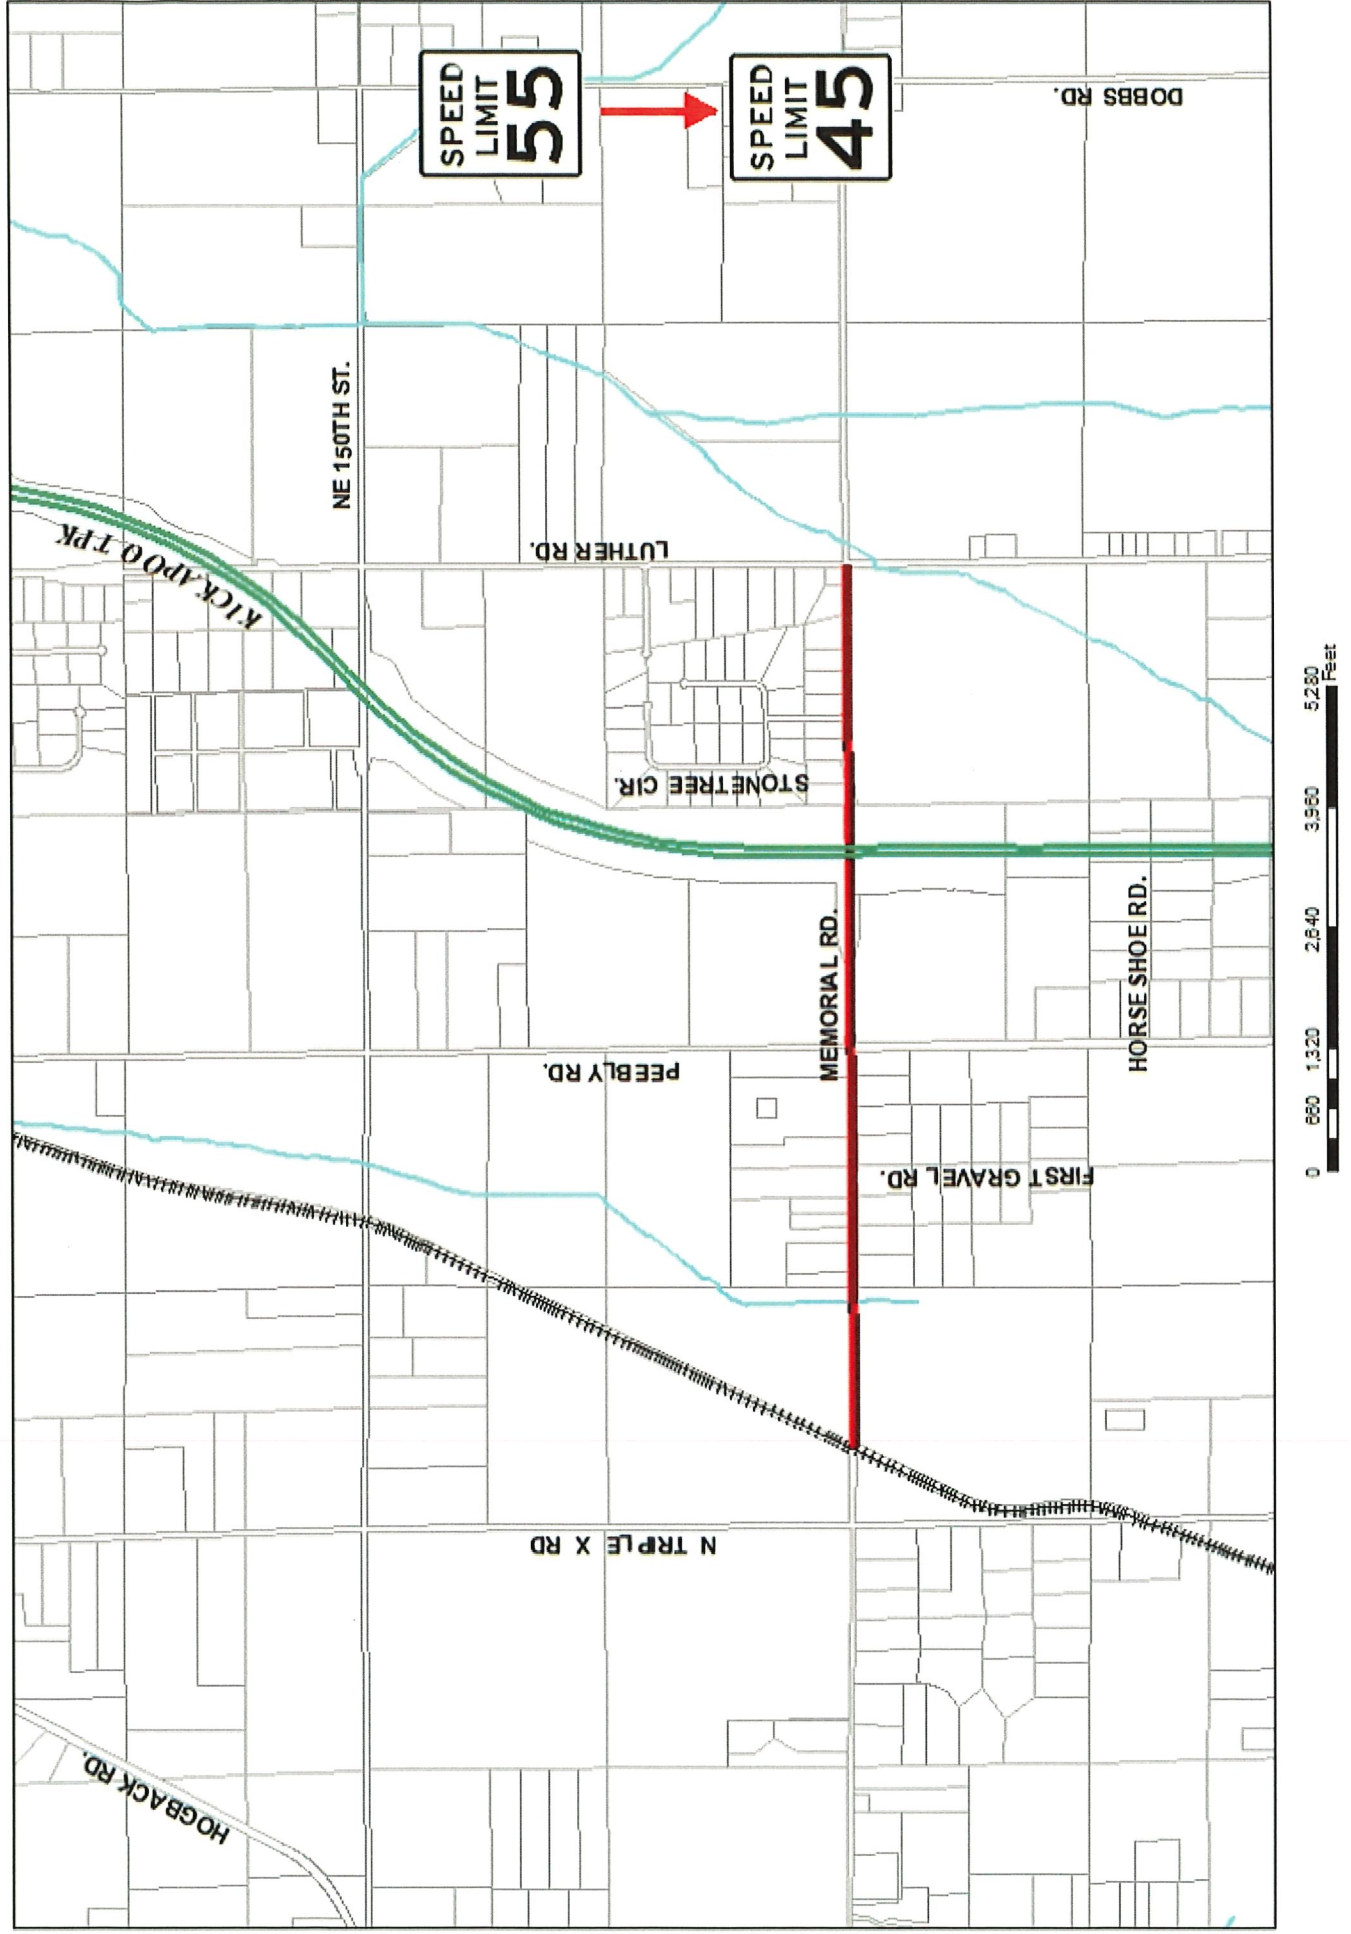 SPEED
LIMIT
55
SPEED
LIMIT
45
DOBBS RD.
NE 150TH ST.
KICKAPOO TPK
LUTHER RD.
STONETREE CIR.
MEMORIAL RD.
HORSE SHOE RD.
PEEBLY RD.
FIRST GRAVEL RD.
N TRIPLE X RD
HOGBACK RD.
0 660 1,320 2,640 3,960 5,280
Feet